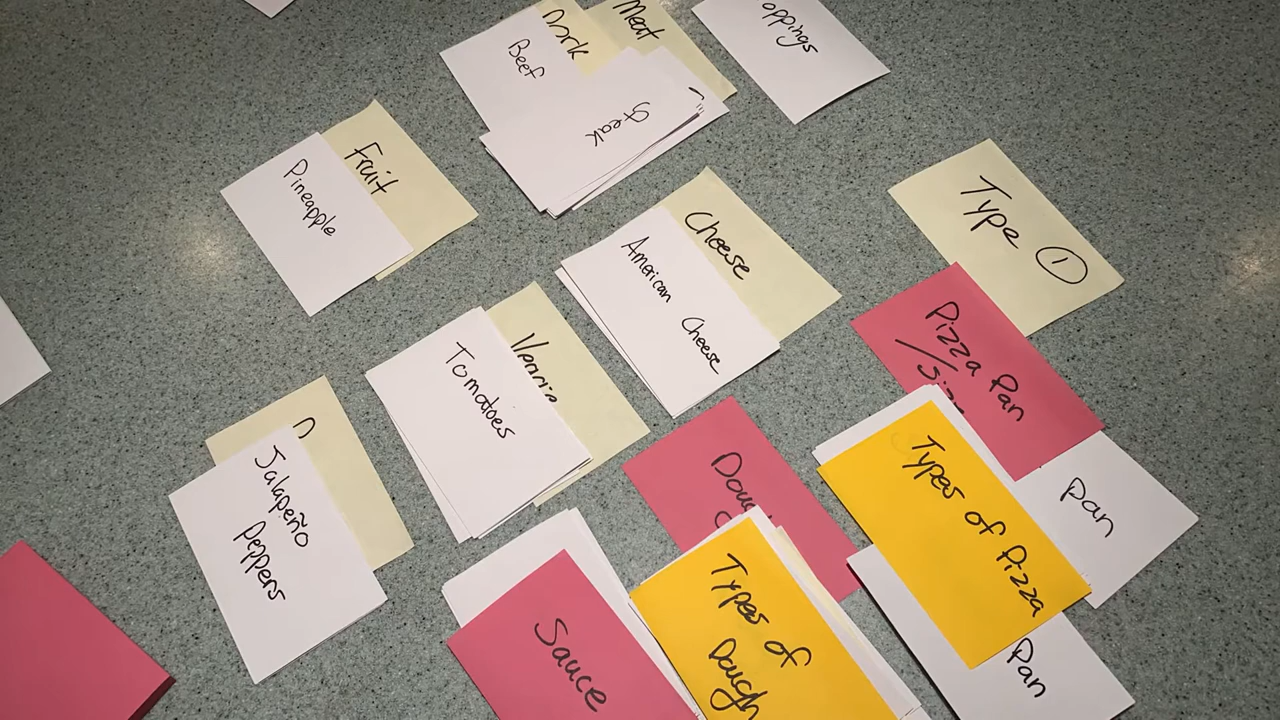 Meat
Pork
Beef
Steak
oppings
Fruit
Pineapple
Cheese
American Cheese
Type ①
Pizza Pan
Tomatoes
Pan
Types of Pizza
Jalapeño
Peppers
Types of
Dough
Sauce
Pan